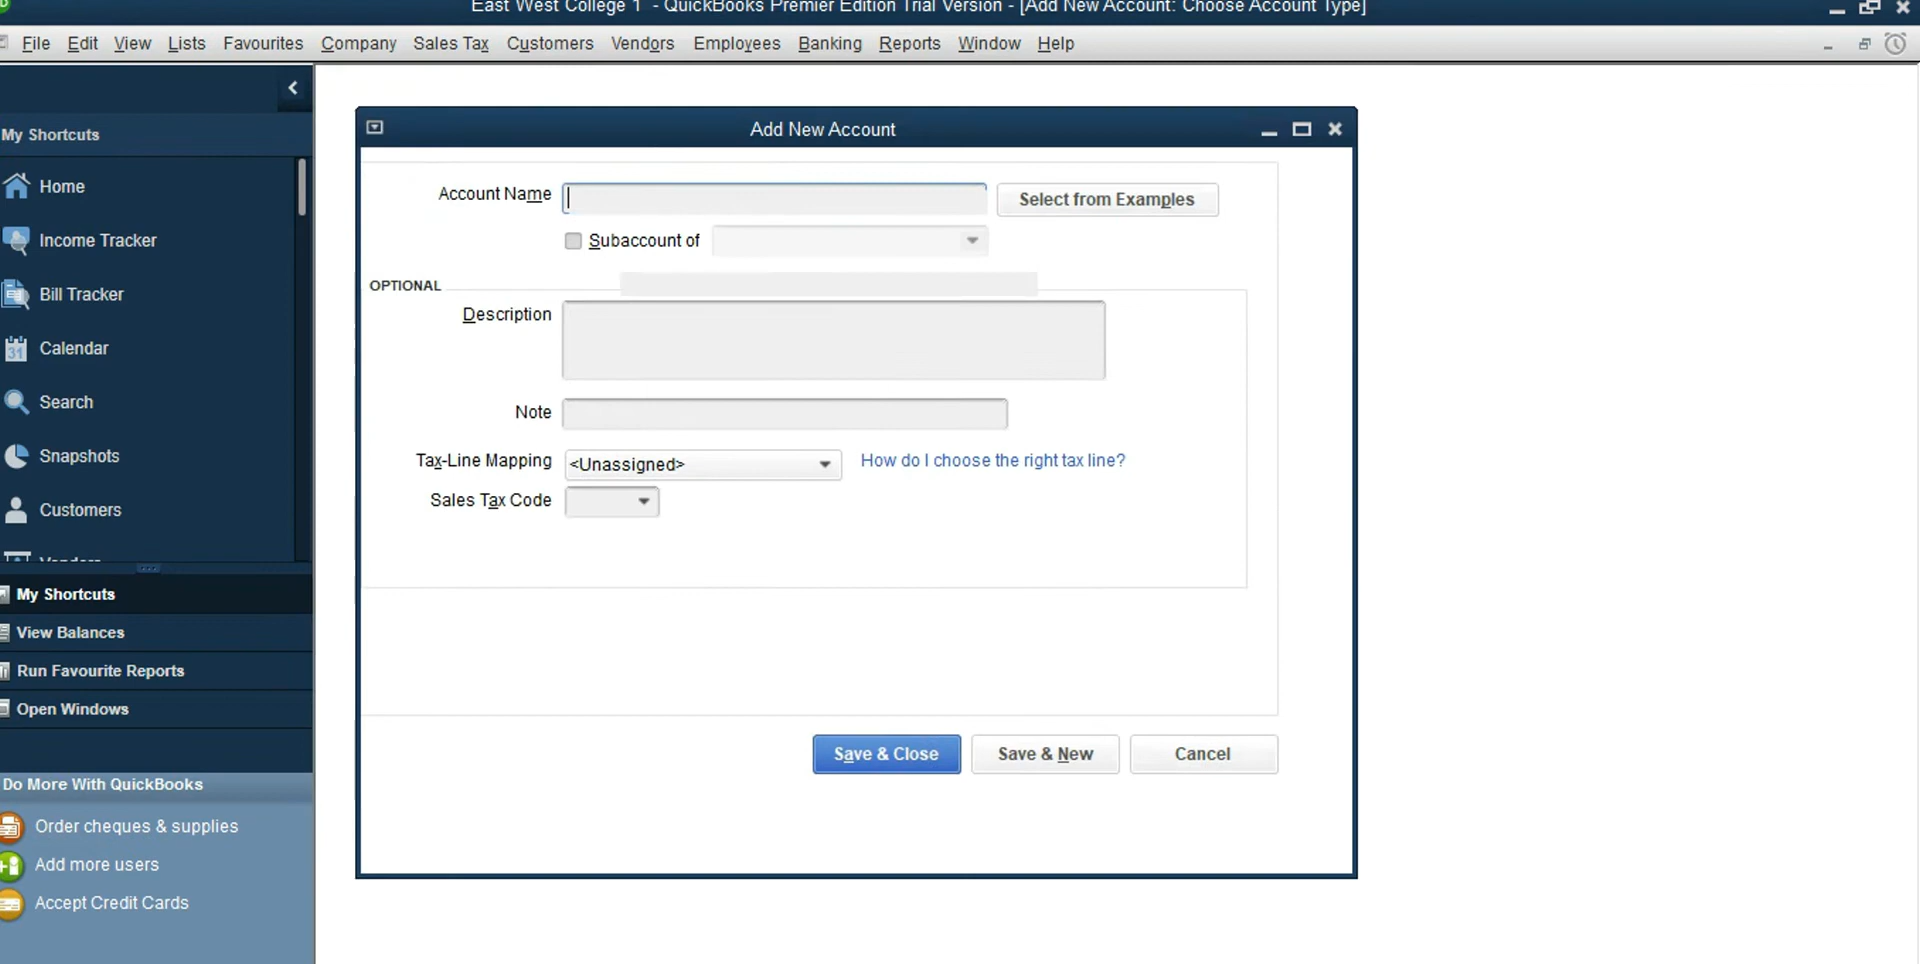 East West College 1 - QuickBooks Premier Edition Trial Version - [Add New Account: Choose Account Type]
File Edit View Lists Favourites Company Sales Tax Customers Vendors Employees Banking Reports Window Help
My Shortcuts
Home
Income Tracker
Bill Tracker
Calendar
31
Search
Snapshots
Customers
My Shortcuts
View Balances
Run Favourite Reports
Open Windows
Do More With QuickBooks
Order cheques & supplies
Add more users
Accept Credit Cards
Add New Account
Account Name
Select from Examples
Subaccount of
OPTIONAL
Description
Note
Tax-Line Mapping <Unassigned> How do I choose the right tax line?
Sales Tax Code
Save & Close Save & New Cancel